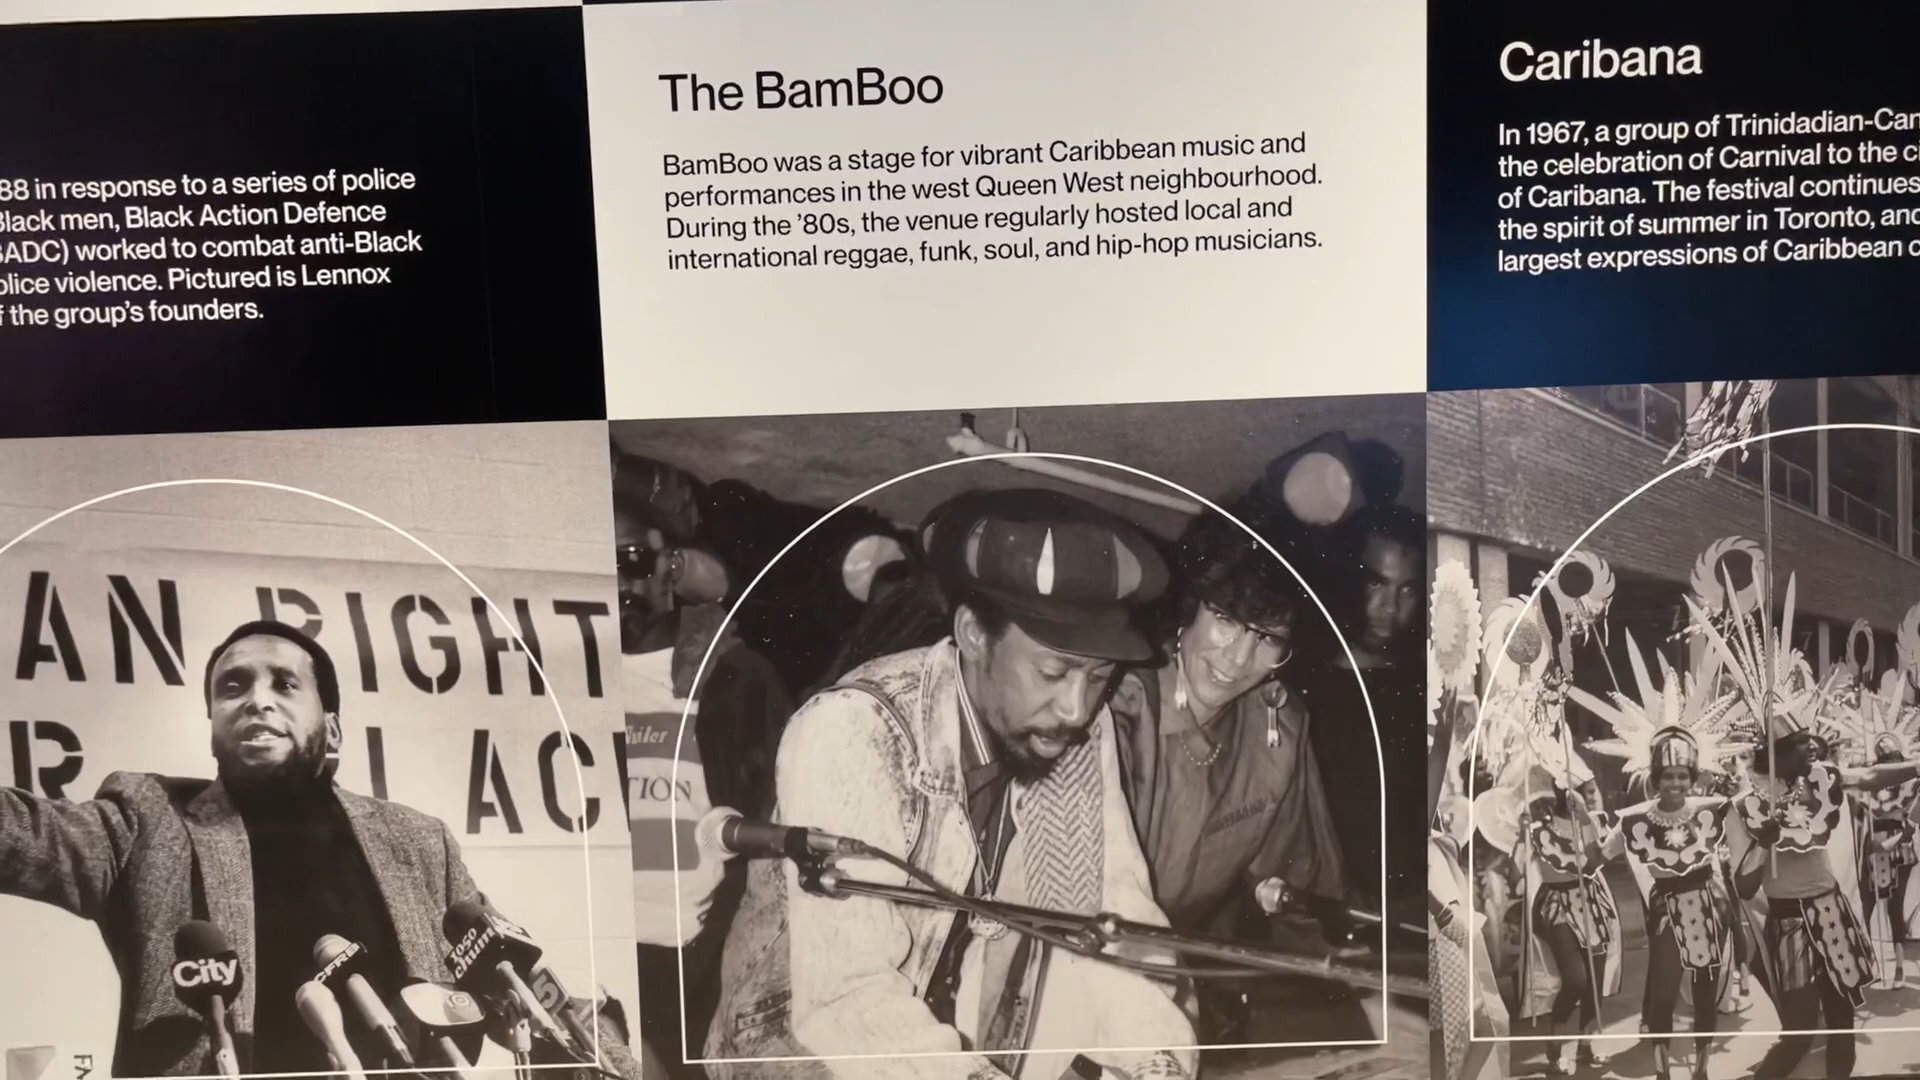 88 in response to a series of police
Black men, Black Action Defence
BADC) worked to combat anti-Black
olice violence. Pictured is Lennox
f the group's founders.
The BamBoo
BamBoo was a stage for vibrant Caribbean music and
performances in the west Queen West neighbourhood.
During the '80s, the venue regularly hosted local and
international reggae, funk, soul, and hip-hop musicians.
Caribana
In 1967, a group of Trinidadian-Can
the celebration of Carnival to the ci
of Caribana. The festival continues
the spirit of summer in Toronto, and
largest expressions of Caribbean c
AN RIGHT
R LAC
City
CFRB
1050
chum
5
TION
FA